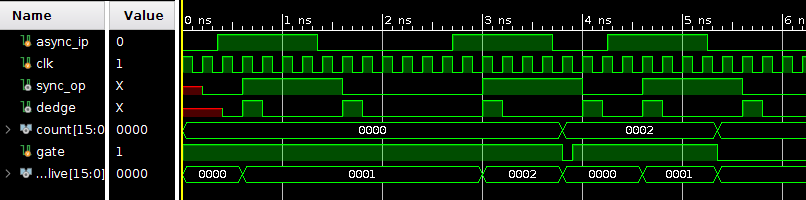 Name Value
0 ns 1 ns 2 ns 3 ns 4 ns 5 ns 6
async_ip 0
clk 1
sync_op X
dedge X
count[15:0 0000 0000 0002
gate 1
...live[15:0] 0000 0000 0001 0002 0000 0001